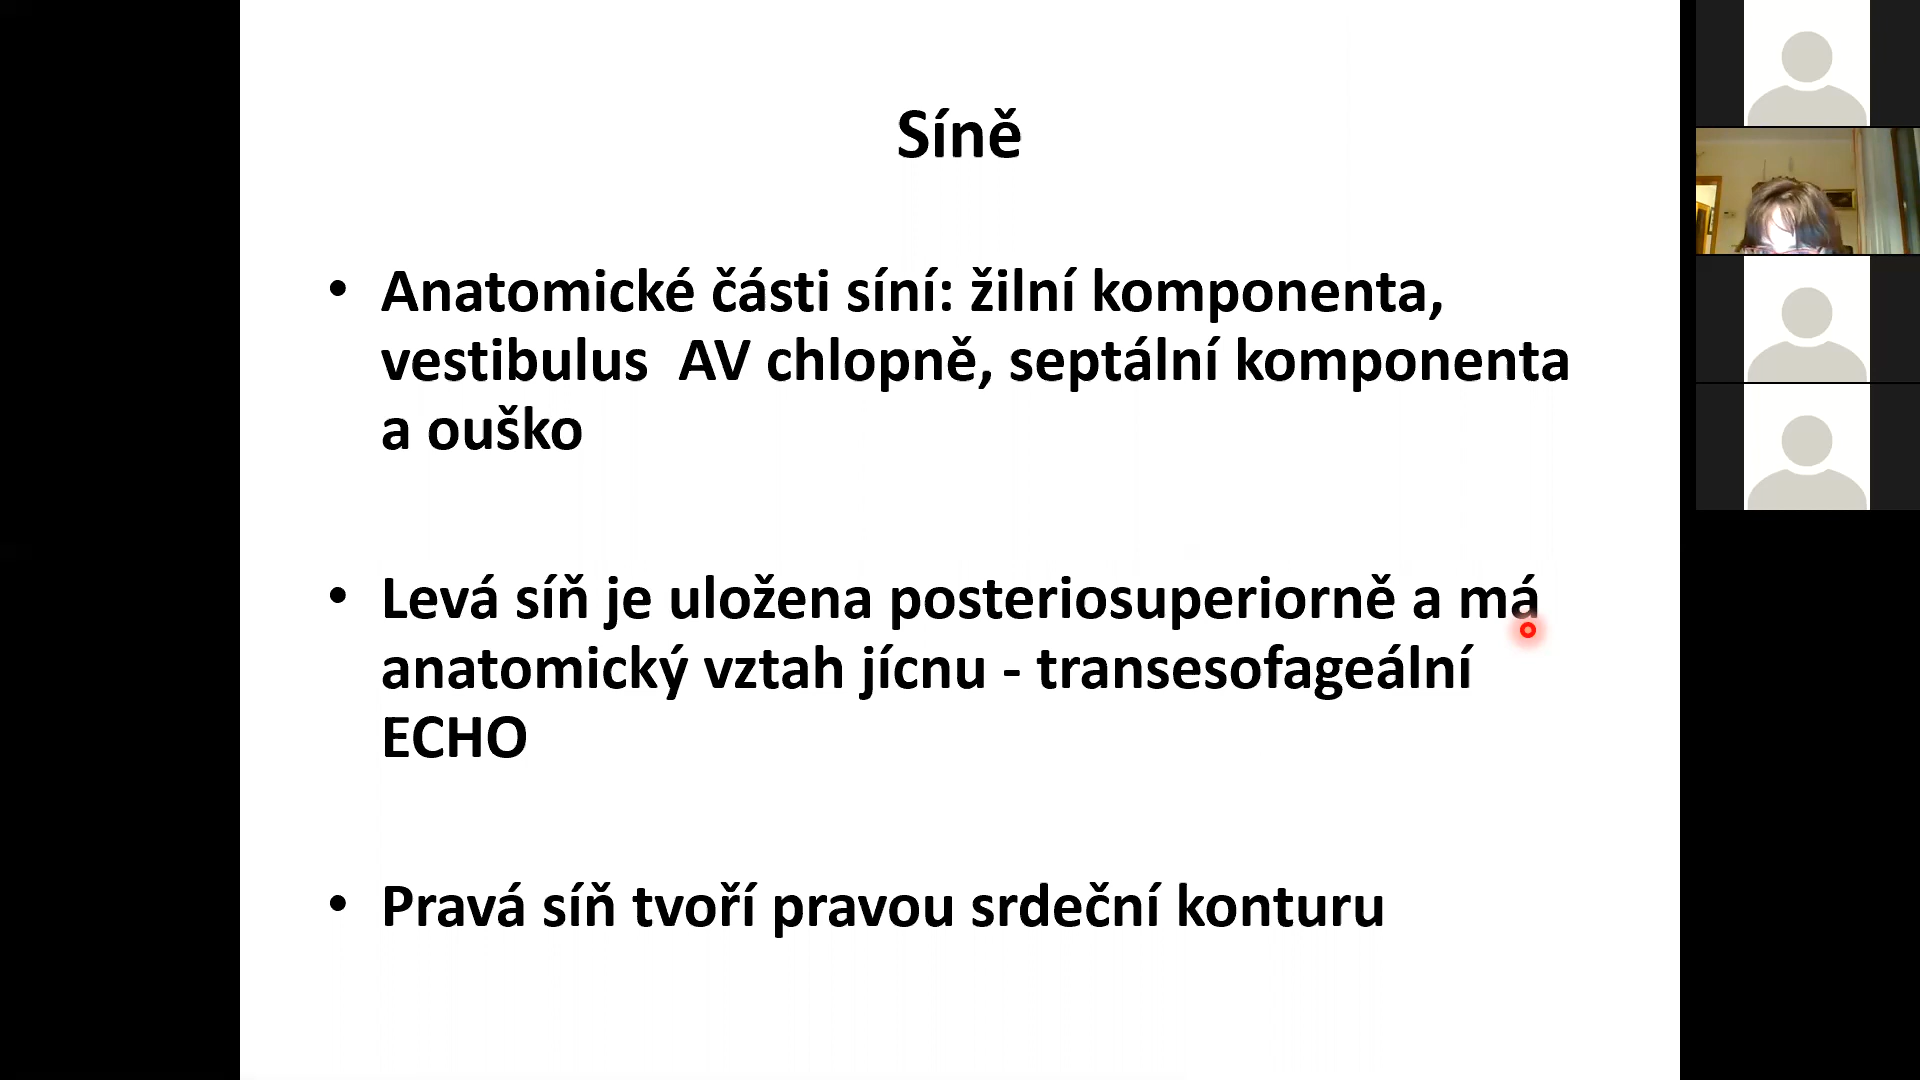 Síně
• Anatomické části síní: žilní komponenta,
vestibulus  AV chlopně, septální komponenta
a ouško
• Levá síň je uložena posteriosuperiorně a má
anatomický vztah jícnu - transesofageální
ECHO
• Pravá síň tvoří pravou srdeční konturu